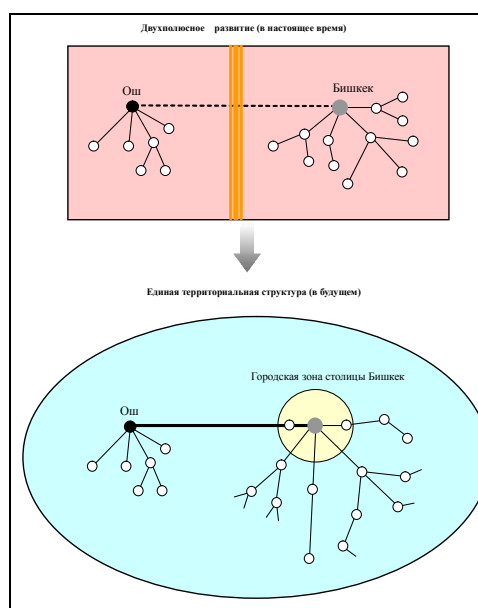 Двухполюсное развитие (в настоящее время)
Ош
Бишкек
Единая территориальная структура (в будущем)
Городская зона столицы Бишкек
Ош